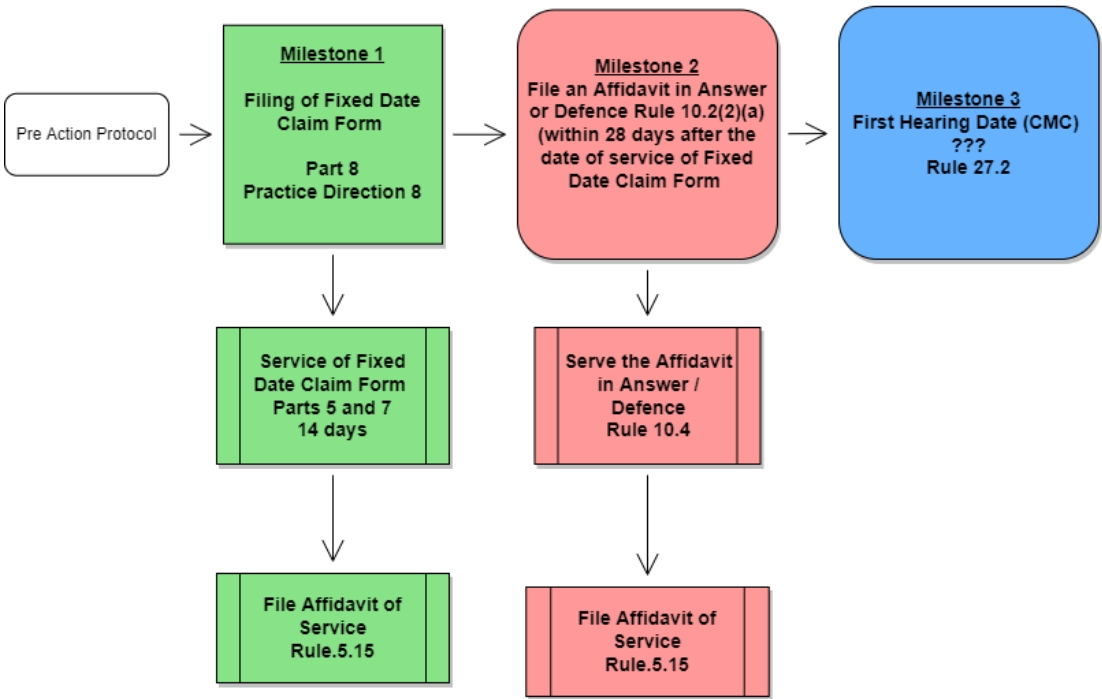 Pre Action Protocol
Milestone 1
Filing of Fixed Date
Claim Form
Part 8
Practice Direction 8
Milestone 2
File an Affidavit in Answer
or Defence Rule 10.2(2)(a)
(within 28 days after the
date of service of Fixed
Date Claim Form
Milestone 3
First Hearing Date (CMC)
???
Rule 27.2
Service of Fixed
Date Claim Form
Parts 5 and 7
14 days
Serve the Affidavit
in Answer /
Defence
Rule 10.4
File Affidavit of
Service
Rule.5.15
File Affidavit of
Service
Rule.5.15